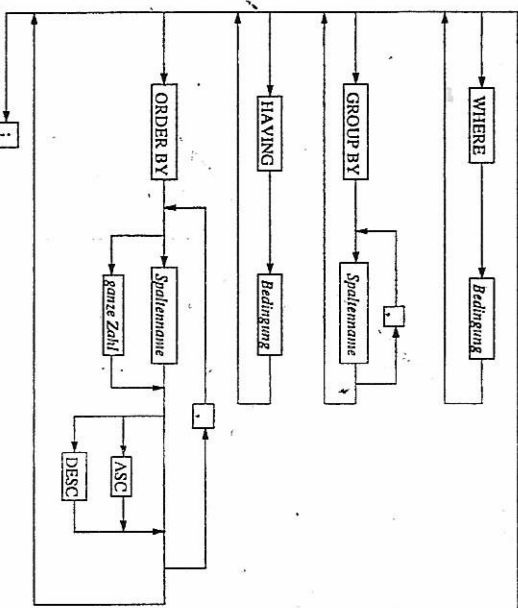 WHERE
Bedingung
GROUP BY
Spaltenname
,
HAVING
Bedingung
ORDER BY
Spaltenname
ganze Zahl
,
ASC
DESC
;